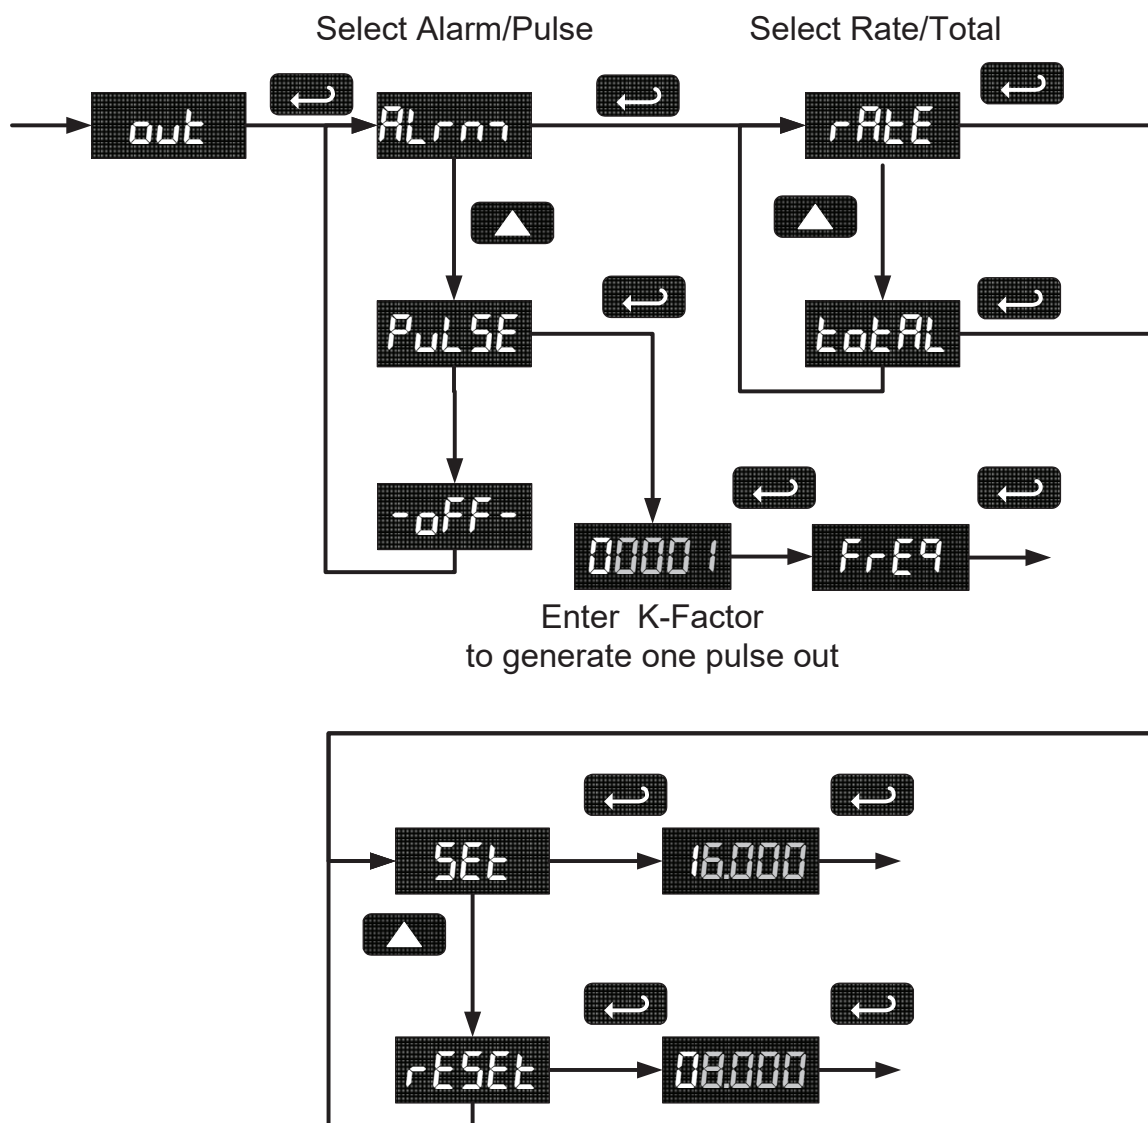 Select Alarm/Pulse
Select Rate/Total
out
ALrm
rAtE
PuLSE
totAL
-oFF-
00001
FrEq
Enter K-Factor
to generate one pulse out
SEt
16.000
rESEt
08.000